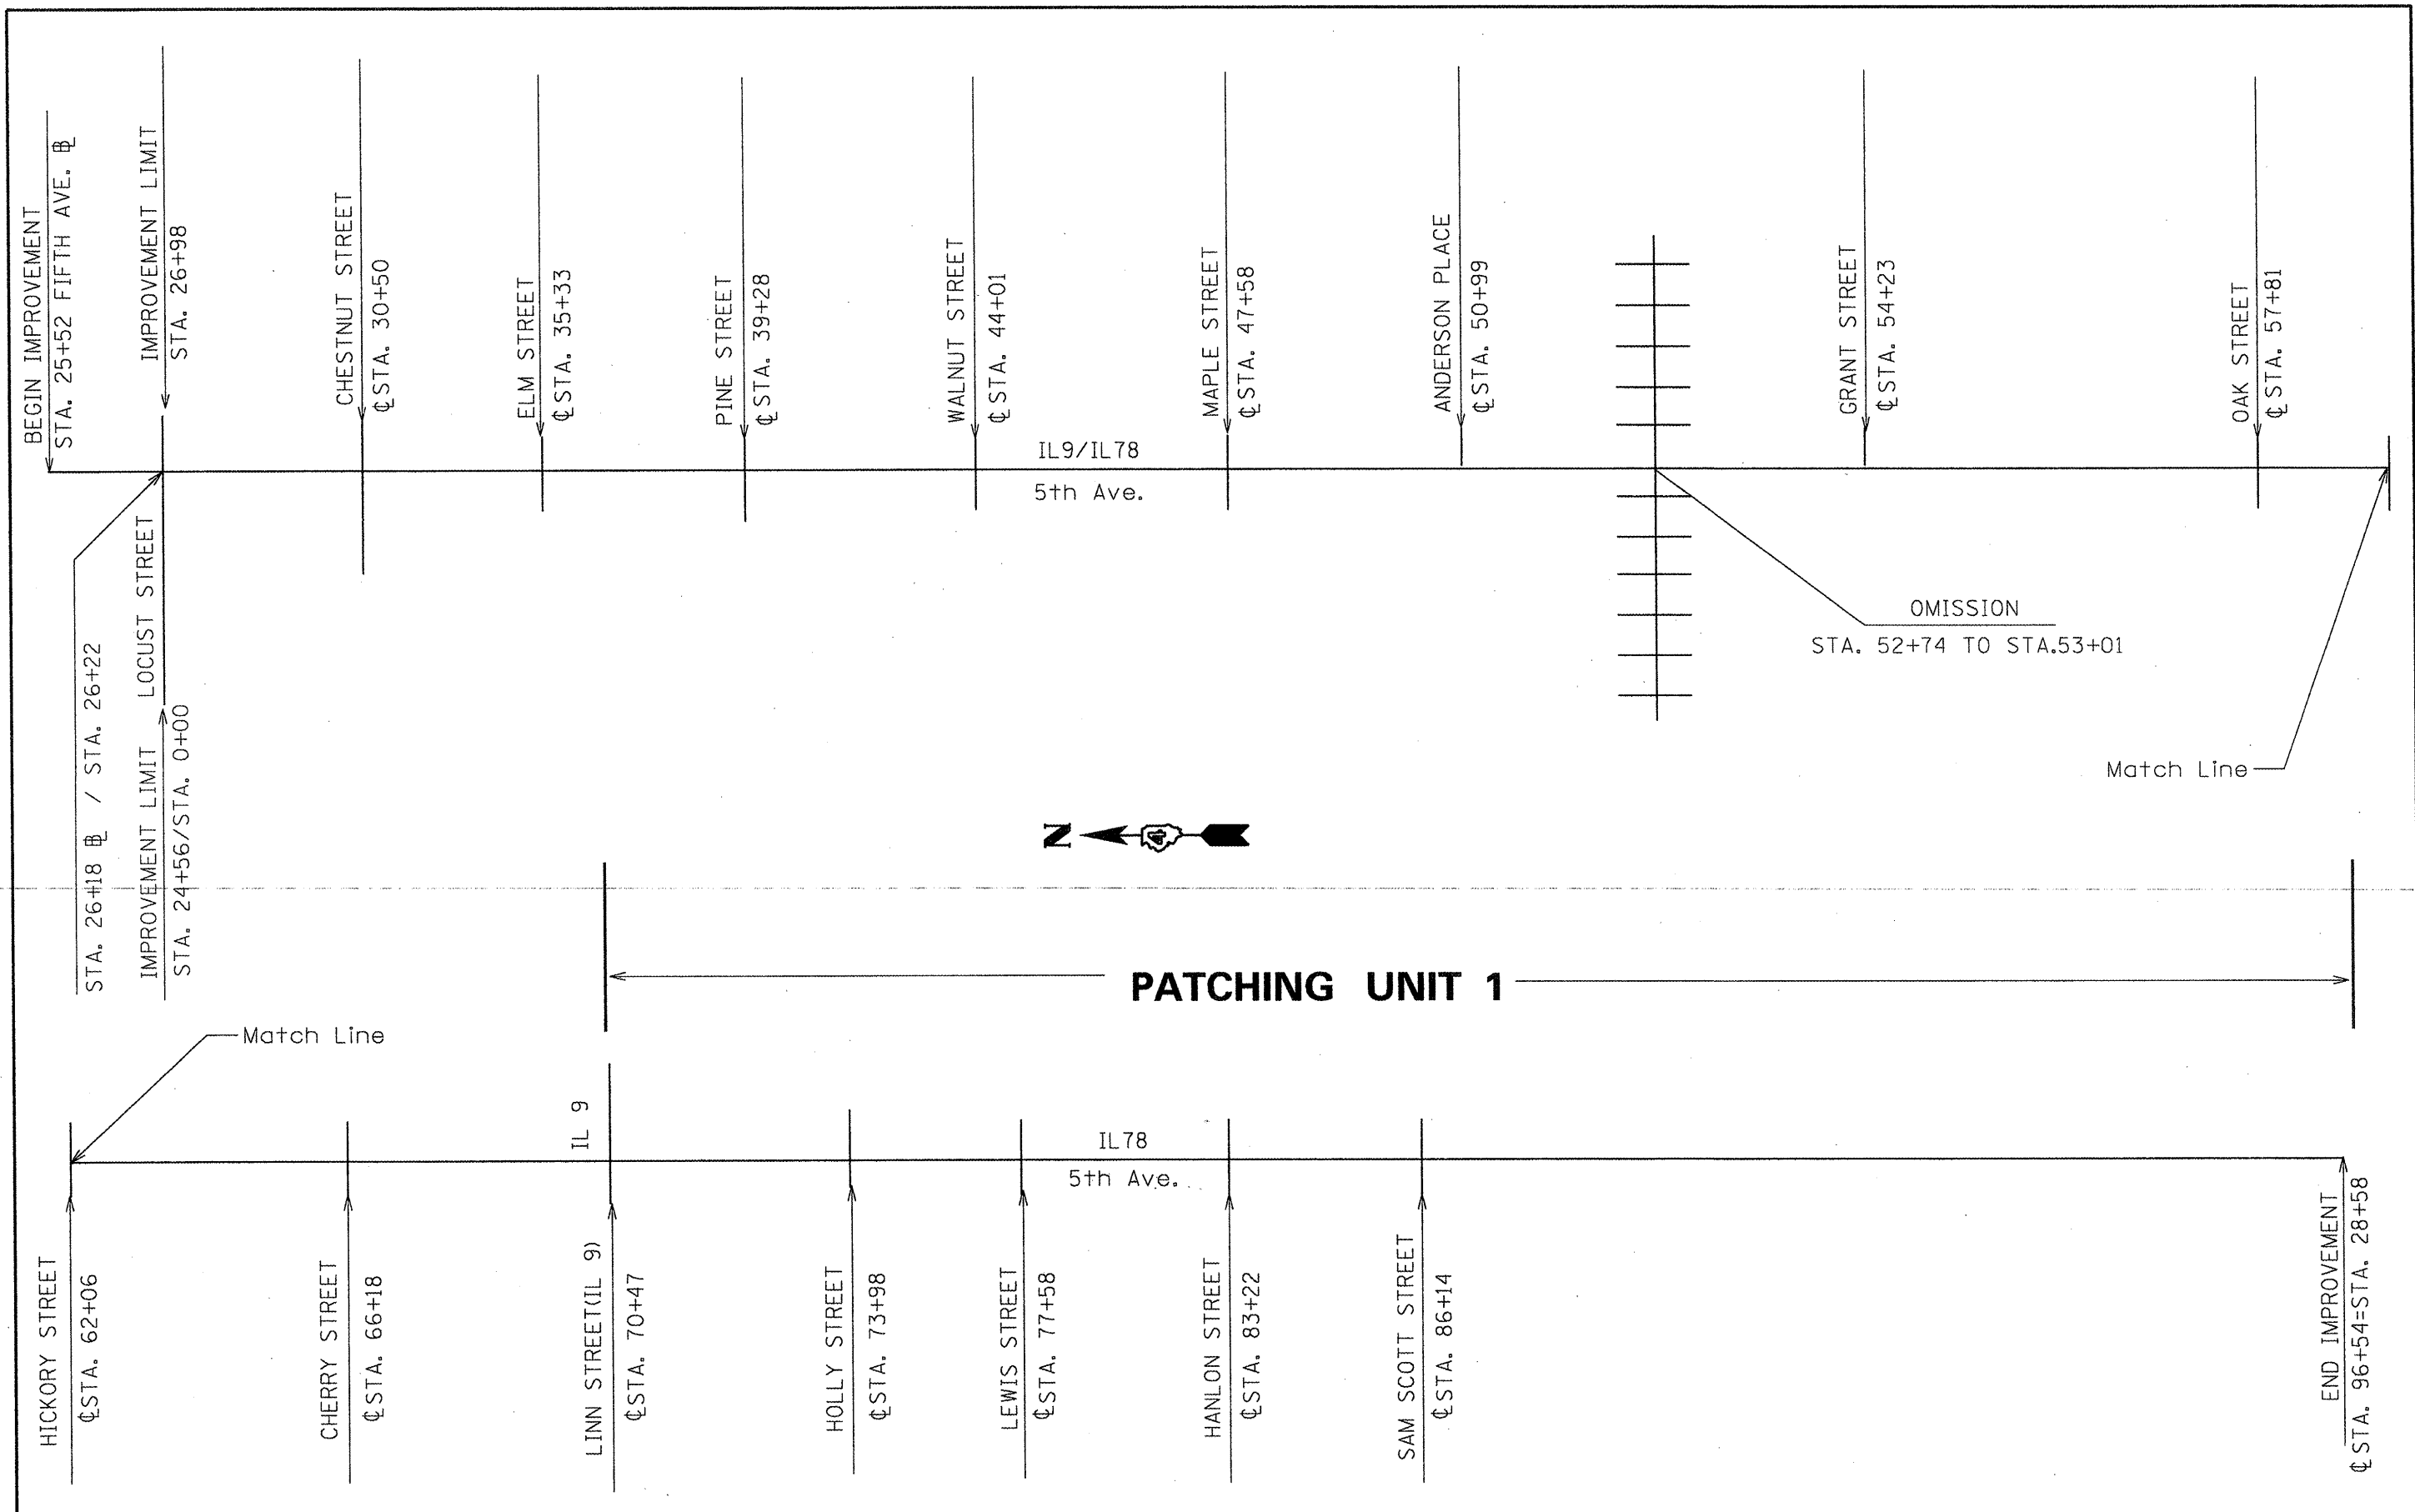 BEGIN IMPROVEMENT
STA. 25+52 FIFTH AVE. BL
IMPROVEMENT LIMIT
STA. 26+98
CHESTNUT STREET
℄ STA. 30+50
ELM STREET
℄ STA. 35+33
PINE STREET
℄ STA. 39+28
WALNUT STREET
℄ STA. 44+01
MAPLE STREET
℄ STA. 47+58
ANDERSON PLACE
℄ STA. 50+99
GRANT STREET
℄ STA. 54+23
OAK STREET
℄ STA. 57+81
IL9/IL78
5th Ave.
STA. 26+18 BL / STA. 26+22
LOCUST STREET
IMPROVEMENT LIMIT
STA. 24+56/STA. 0+00
OMISSION
STA. 52+74 TO STA.53+01
Match Line
N
4
PATCHING UNIT 1
Match Line
IL 9
IL78
5th Ave.
HICKORY STREET
℄ STA. 62+06
CHERRY STREET
℄ STA. 66+18
LINN STREET(IL 9)
℄ STA. 70+47
HOLLY STREET
℄ STA. 73+98
LEWIS STREET
℄ STA. 77+58
HANLON STREET
℄ STA. 83+22
SAM SCOTT STREET
℄ STA. 86+14
END IMPROVEMENT
℄ STA. 96+54=STA. 28+58